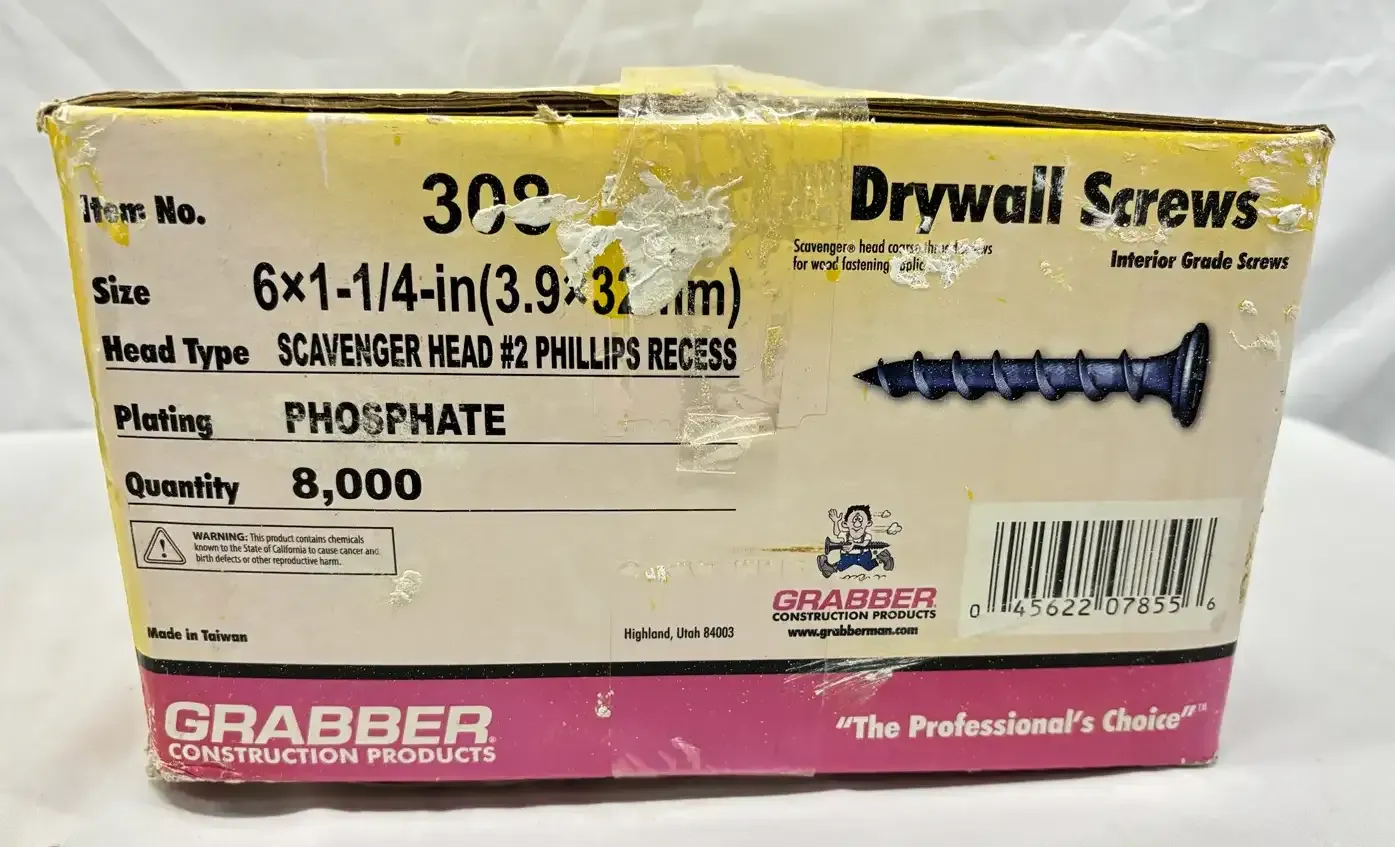 Item No. 308
Size 6×1-1/4-in(3.9×32 mm)
Head Type SCAVENGER HEAD #2 PHILLIPS RECESS
Plating PHOSPHATE
Quantity 8,000
WARNING: This product contains chemicals
known to the State of California to cause cancer and
birth defects or other reproductive harm.
Made in Taiwan
Highland, Utah 84003
Drywall Screws
Scavenger® head coarse thread screws
for wood fastening
Interior Grade Screws
GRABBER
CONSTRUCTION PRODUCTS
www.grabberman.com
0 45622 07855 6
GRABBER®
CONSTRUCTION PRODUCTS
"The Professional's Choice"™